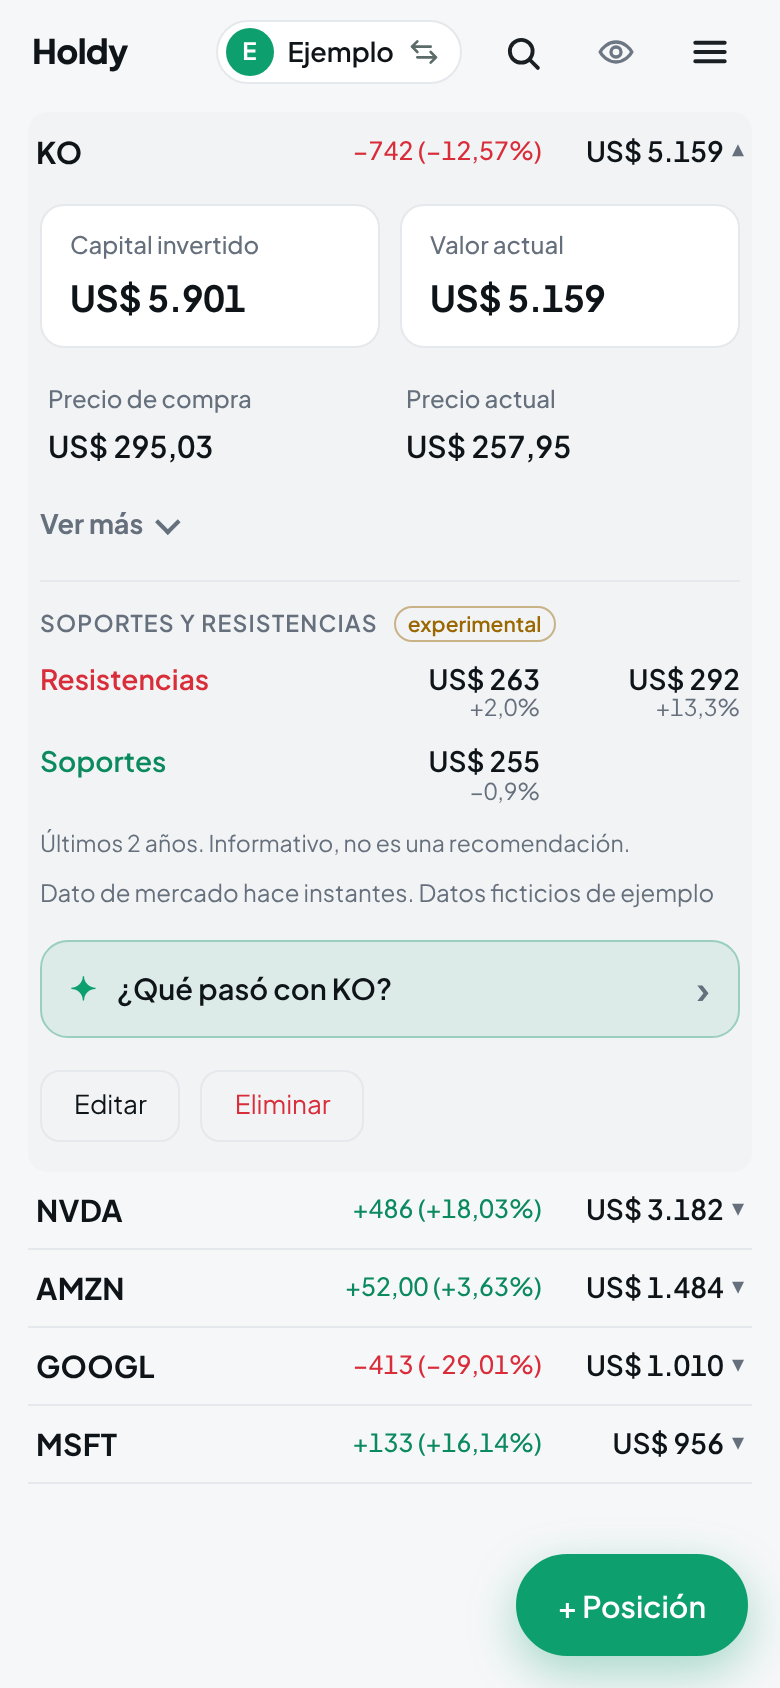 Holdy
E Ejemplo
KO −742 (−12,57%) US$ 5.159 ▲
Capital invertido Valor actual
US$ 5.901 US$ 5.159
Precio de compra Precio actual
US$ 295,03 US$ 257,95
Ver más
SOPORTES Y RESISTENCIAS experimental
Resistencias US$ 263 US$ 292
+2,0% +13,3%
Soportes US$ 255
−0,9%
Últimos 2 años. Informativo, no es una recomendación.
Dato de mercado hace instantes. Datos ficticios de ejemplo
¿Qué pasó con KO? ›
Editar Eliminar
NVDA +486 (+18,03%) US$ 3.182 ▼
AMZN +52,00 (+3,63%) US$ 1.484 ▼
GOOGL −413 (−29,01%) US$ 1.010 ▼
MSFT +133 (+16,14%) US$ 956 ▼
+ Posición